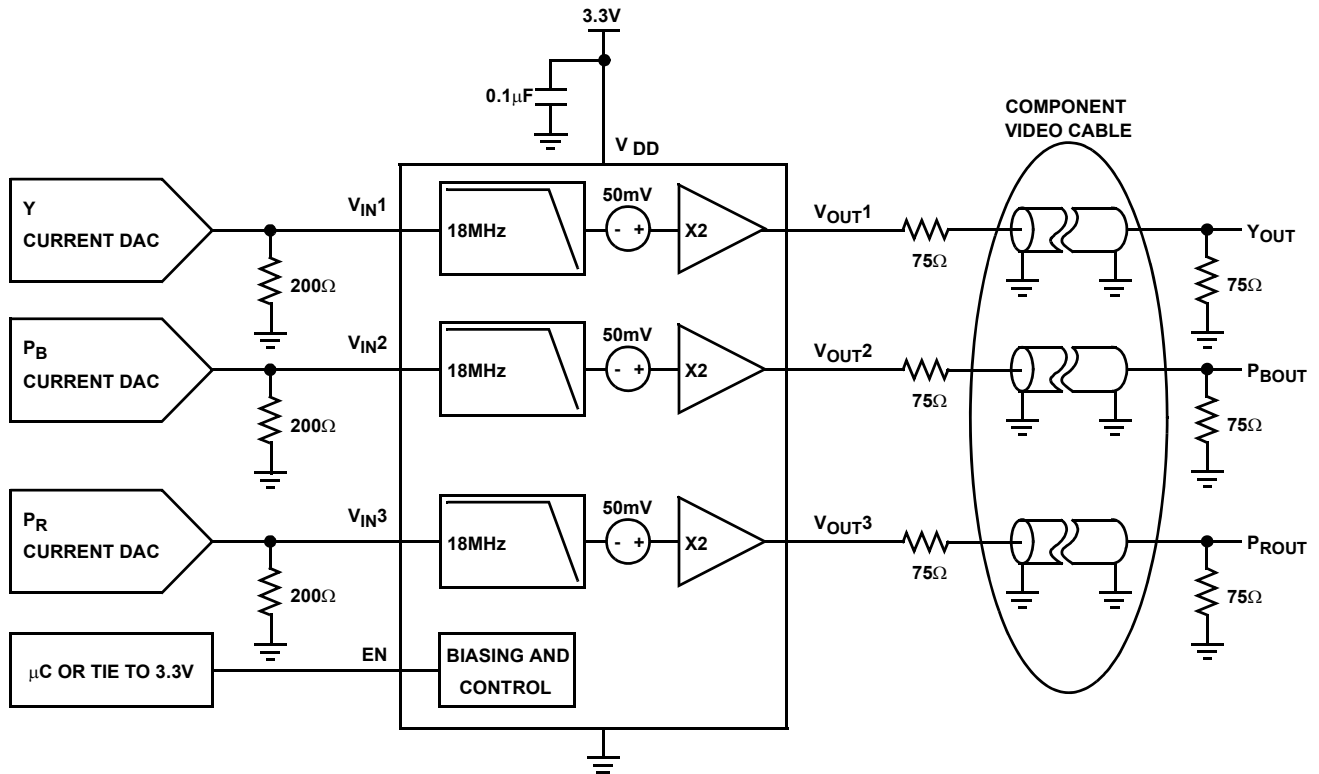 3.3V
0.1μF
V DD
COMPONENT
VIDEO CABLE
Y
CURRENT DAC
VIN1
200Ω
18MHz
50mV
- +
X2
VOUT1
75Ω
YOUT
75Ω
PB
CURRENT DAC
VIN2
200Ω
18MHz
50mV
- +
X2
VOUT2
75Ω
PBOUT
75Ω
PR
CURRENT DAC
VIN3
200Ω
18MHz
50mV
- +
X2
VOUT3
75Ω
PROUT
75Ω
μC OR TIE TO 3.3V
EN
BIASING AND
CONTROL